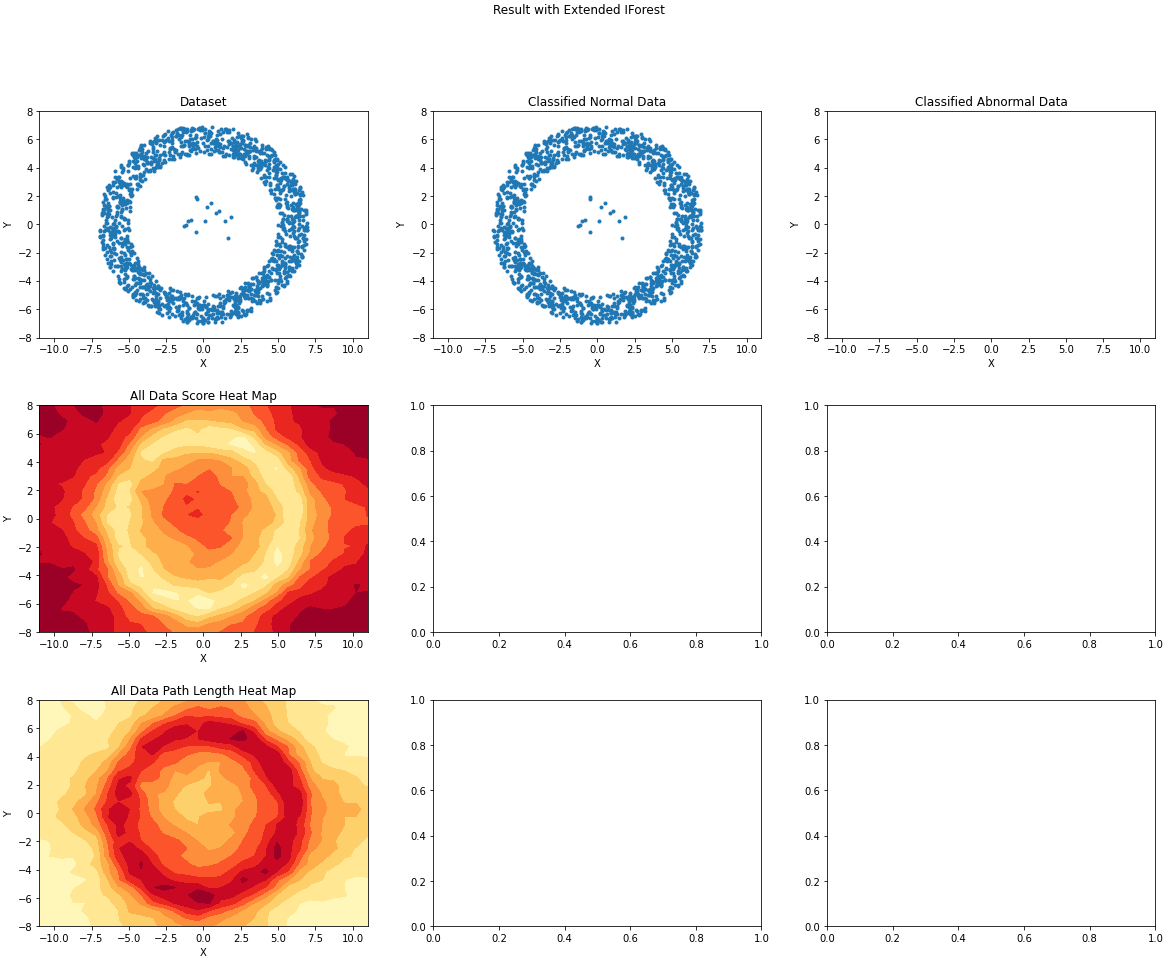 Result with Extended IForest
Dataset
Classified Normal Data
Classified Abnormal Data
8
6
4
2
0
−2
−4
−6
−8
Y
−10.0 −7.5 −5.0 −2.5 0.0 2.5 5.0 7.5 10.0
X
8
6
4
2
0
−2
−4
−6
−8
Y
−10.0 −7.5 −5.0 −2.5 0.0 2.5 5.0 7.5 10.0
X
8
6
4
2
0
−2
−4
−6
−8
Y
−10.0 −7.5 −5.0 −2.5 0.0 2.5 5.0 7.5 10.0
X
All Data Score Heat Map
8
6
4
2
0
−2
−4
−6
−8
Y
−10.0 −7.5 −5.0 −2.5 0.0 2.5 5.0 7.5 10.0
X
1.0
0.8
0.6
0.4
0.2
0.0
0.0 0.2 0.4 0.6 0.8 1.0
1.0
0.8
0.6
0.4
0.2
0.0
0.0 0.2 0.4 0.6 0.8 1.0
All Data Path Length Heat Map
8
6
4
2
0
−2
−4
−6
−8
Y
−10.0 −7.5 −5.0 −2.5 0.0 2.5 5.0 7.5 10.0
X
1.0
0.8
0.6
0.4
0.2
0.0
0.0 0.2 0.4 0.6 0.8 1.0
1.0
0.8
0.6
0.4
0.2
0.0
0.0 0.2 0.4 0.6 0.8 1.0